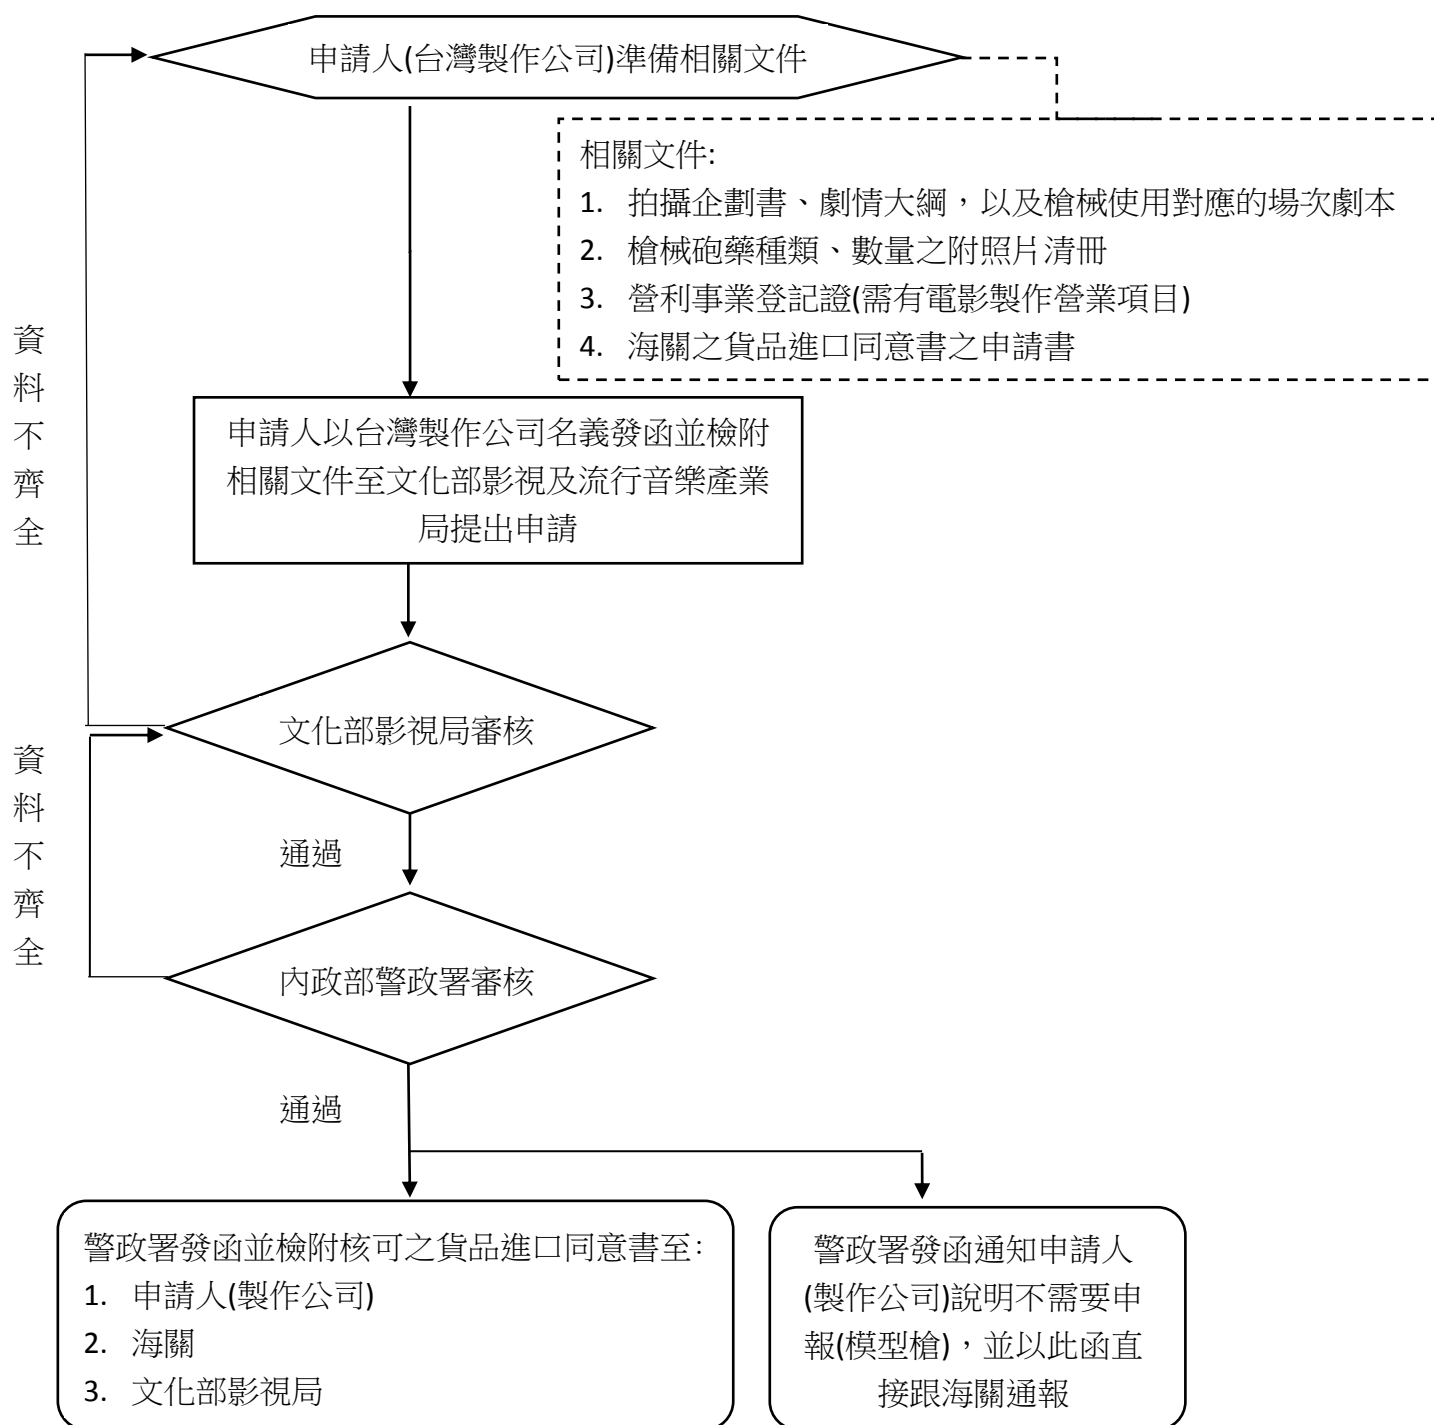 申請人(台灣製作公司)準備相關文件
相關文件:
1. 拍攝企劃書、劇情大綱，以及槍械使用對應的場次劇本
2. 槍械砲藥種類、數量之附照片清冊
3. 營利事業登記證(需有電影製作營業項目)
4. 海關之貨品進口同意書之申請書
資料不齊全
申請人以台灣製作公司名義發函並檢附
相關文件至文化部影視及流行音樂產業
局提出申請
文化部影視局審核
資料不齊全
通過
內政部警政署審核
通過
警政署發函並檢附核可之貨品進口同意書至:
1. 申請人(製作公司)
2. 海關
3. 文化部影視局
警政署發函通知申請人
(製作公司)說明不需要申
報(模型槍)，並以此函直
接跟海關通報